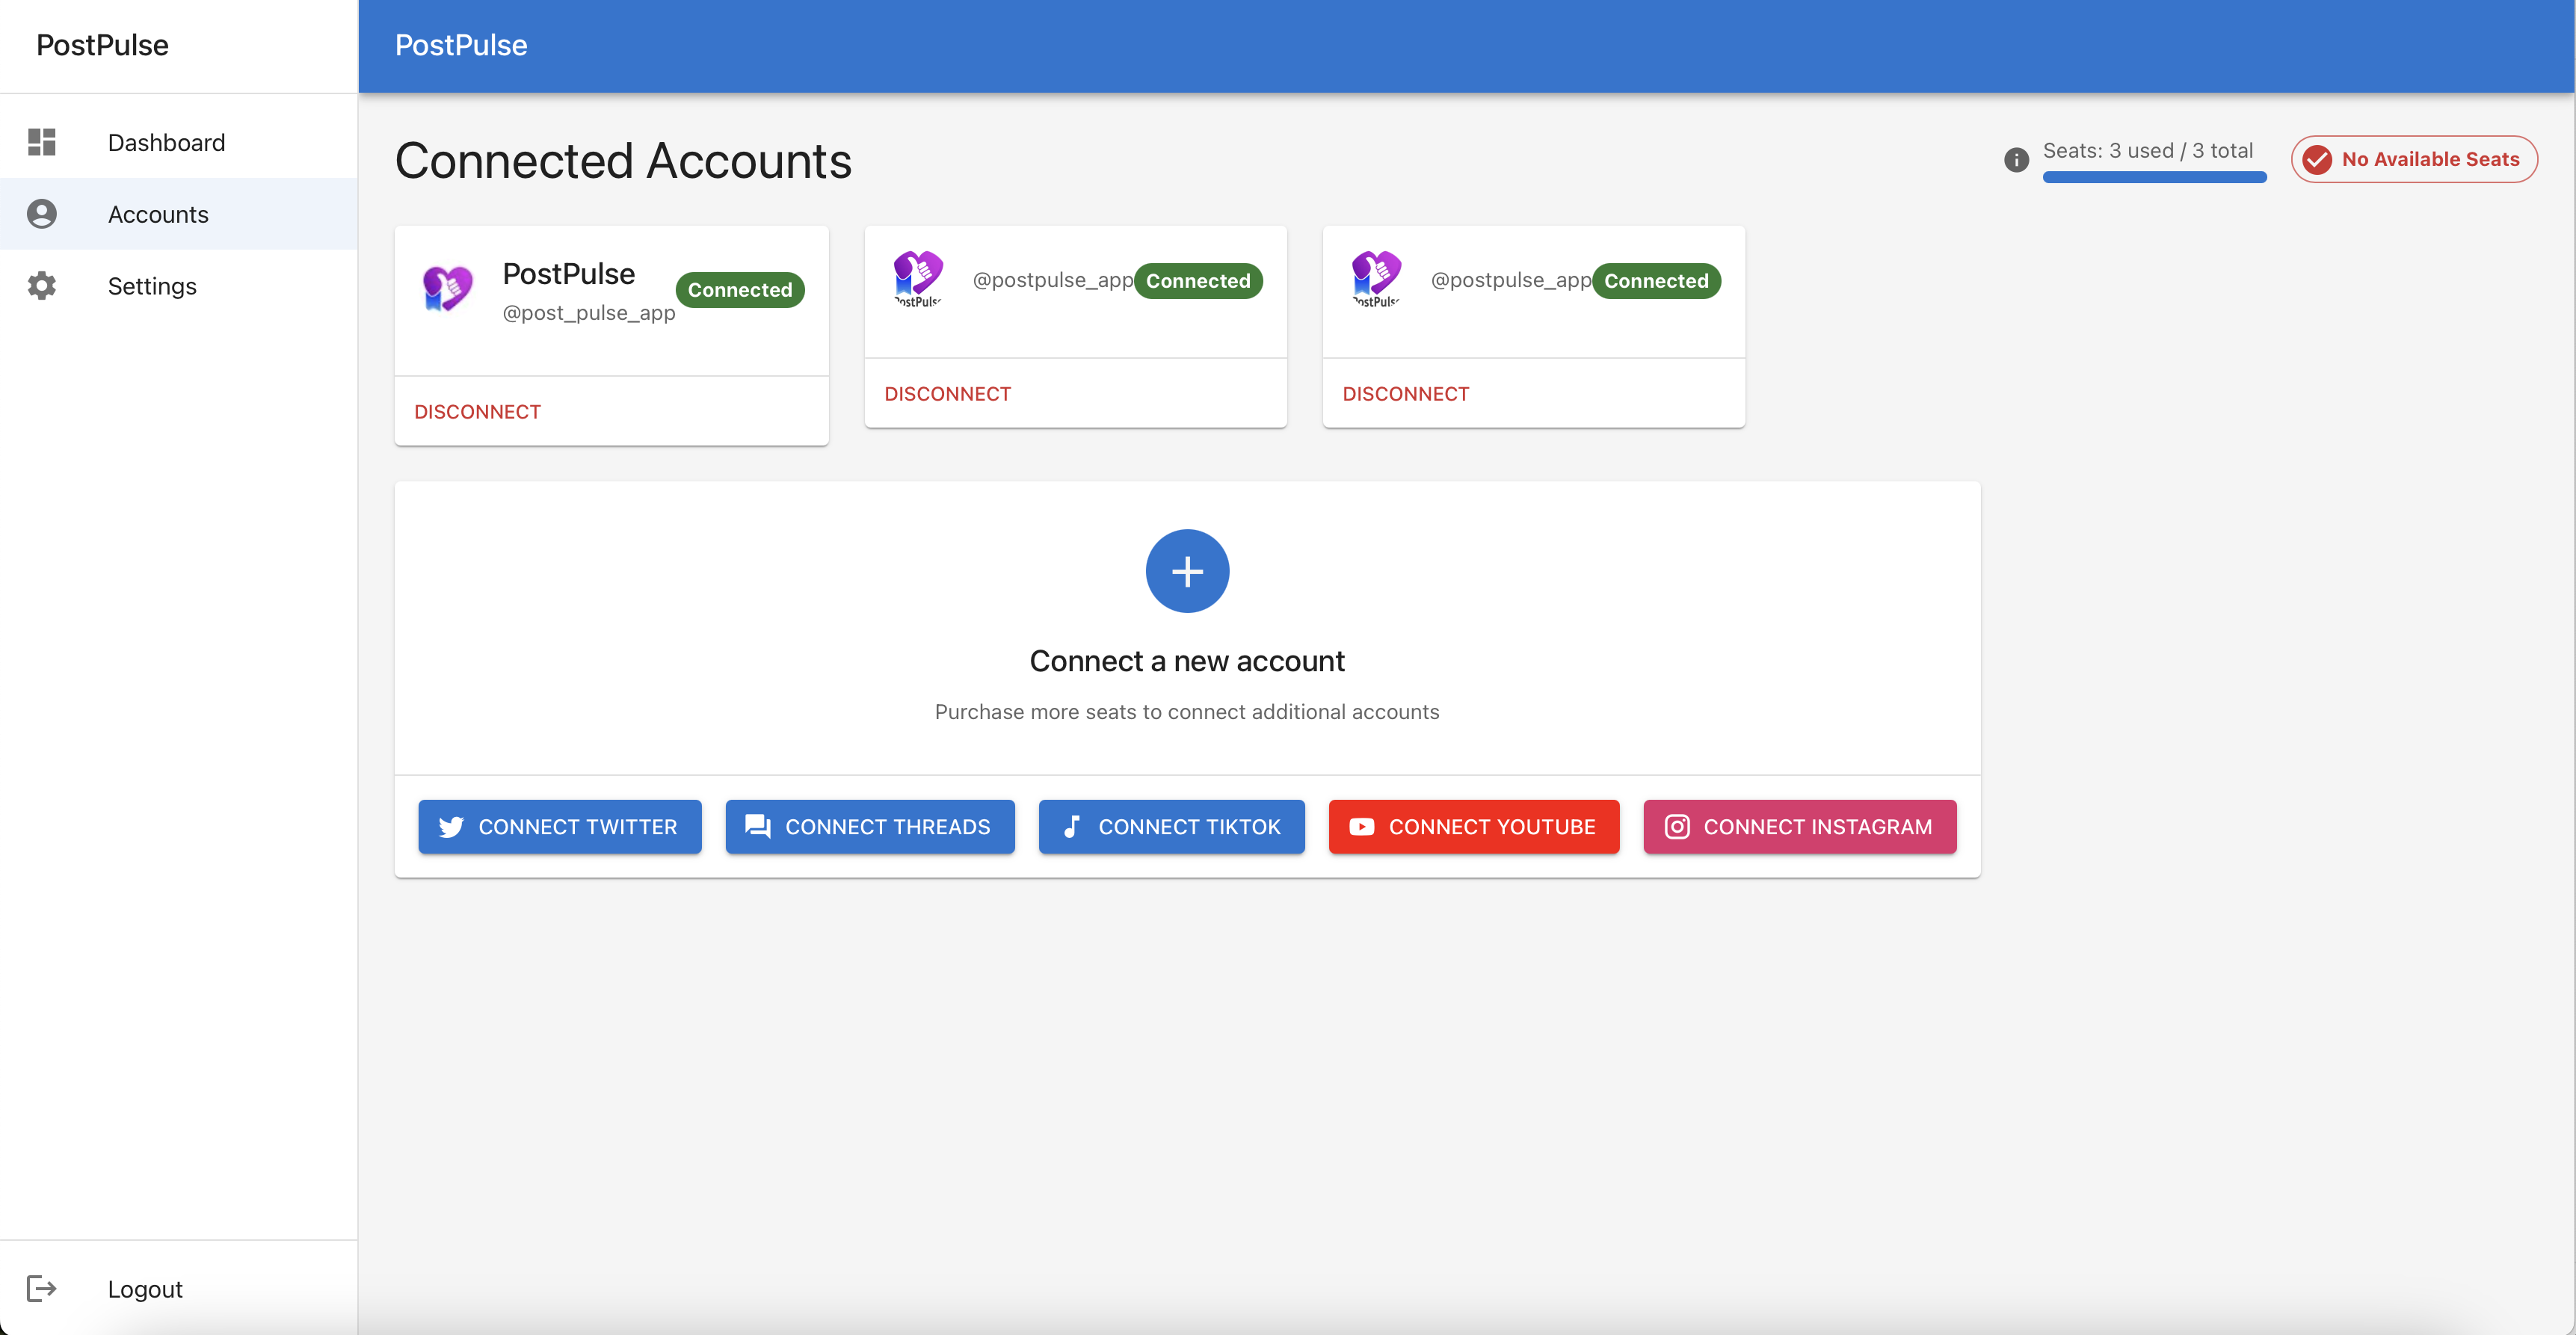 PostPulse
PostPulse
Dashboard
Accounts
Settings
Logout
Connected Accounts
Seats: 3 used / 3 total
No Available Seats
PostPulse
@post_pulse_app
Connected
DISCONNECT
@postpulse_app
Connected
DISCONNECT
@postpulse_app
Connected
DISCONNECT
Connect a new account
Purchase more seats to connect additional accounts
CONNECT TWITTER
CONNECT THREADS
CONNECT TIKTOK
CONNECT YOUTUBE
CONNECT INSTAGRAM